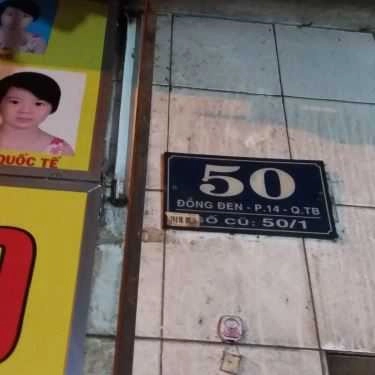 QUỐC TẾ
50
ĐỒNG ĐEN - P.14 - Q.TB
SỐ CŨ: 50/1